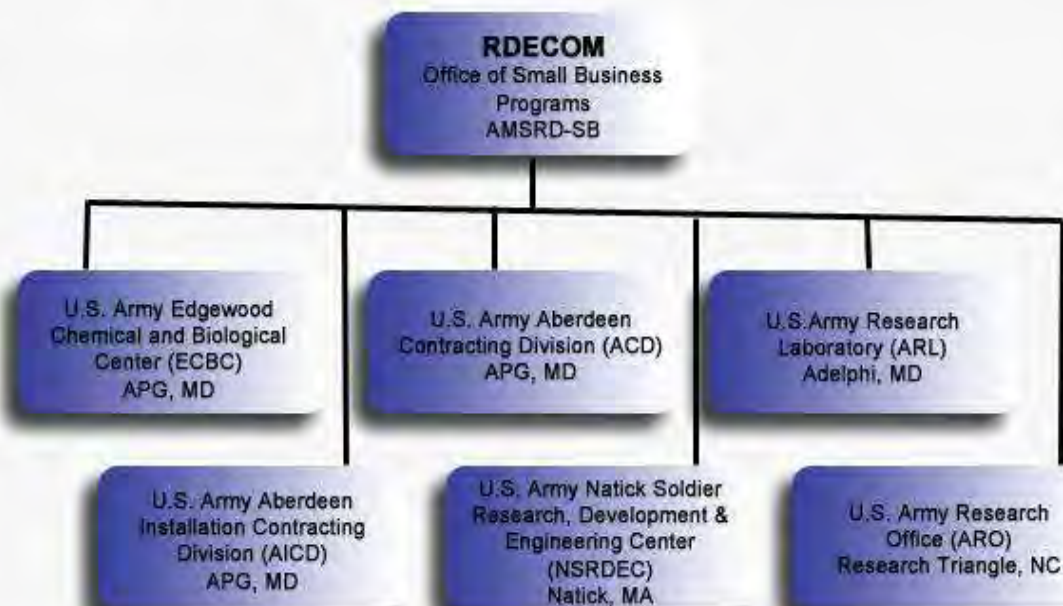 RDECOM
Office of Small Business
Programs
AMSRD-SB
U.S. Army Edgewood
Chemical and Biological
Center (ECBC)
APG, MD
U.S. Army Aberdeen
Contracting Division (ACD)
APG, MD
U.S.Army Research
Laboratory (ARL)
Adelphi, MD
U.S. Army Aberdeen
Installation Contracting
Division (AICD)
APG, MD
U.S. Army Natick Soldier
Research, Development &
Engineering Center
(NSRDEC)
Natick, MA
U.S. Army Research
Office (ARO)
Research Triangle, NC